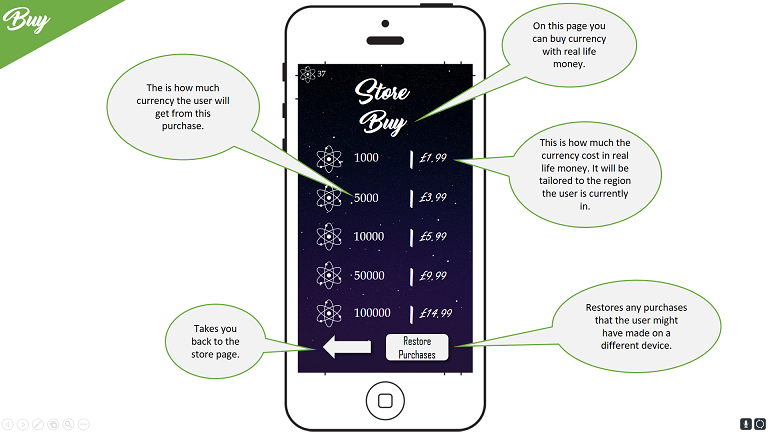 Buy
On this page you
can buy currency
with real life
money.
The is how much
currency the user will
get from this
purchase.
37
Store
Buy
1000 £1.99
5000 £3.99
10000 £5.99
50000 £9.99
100000 £14.99
This is how much the
currency cost in real
life money. It will be
tailored to the region
the user is currently
in.
Takes you
back to the
store page.
Restore
Purchases
Restores any purchases
that the user might
have made on a
different device.